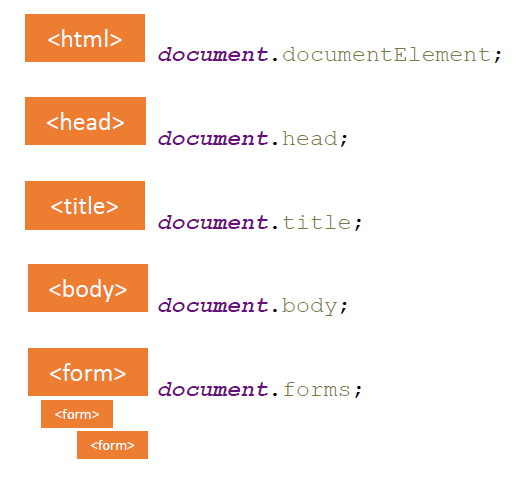 <html> document.documentElement;
<head> document.head;
<title> document.title;
<body> document.body;
<form> document.forms;
<form>
<form>